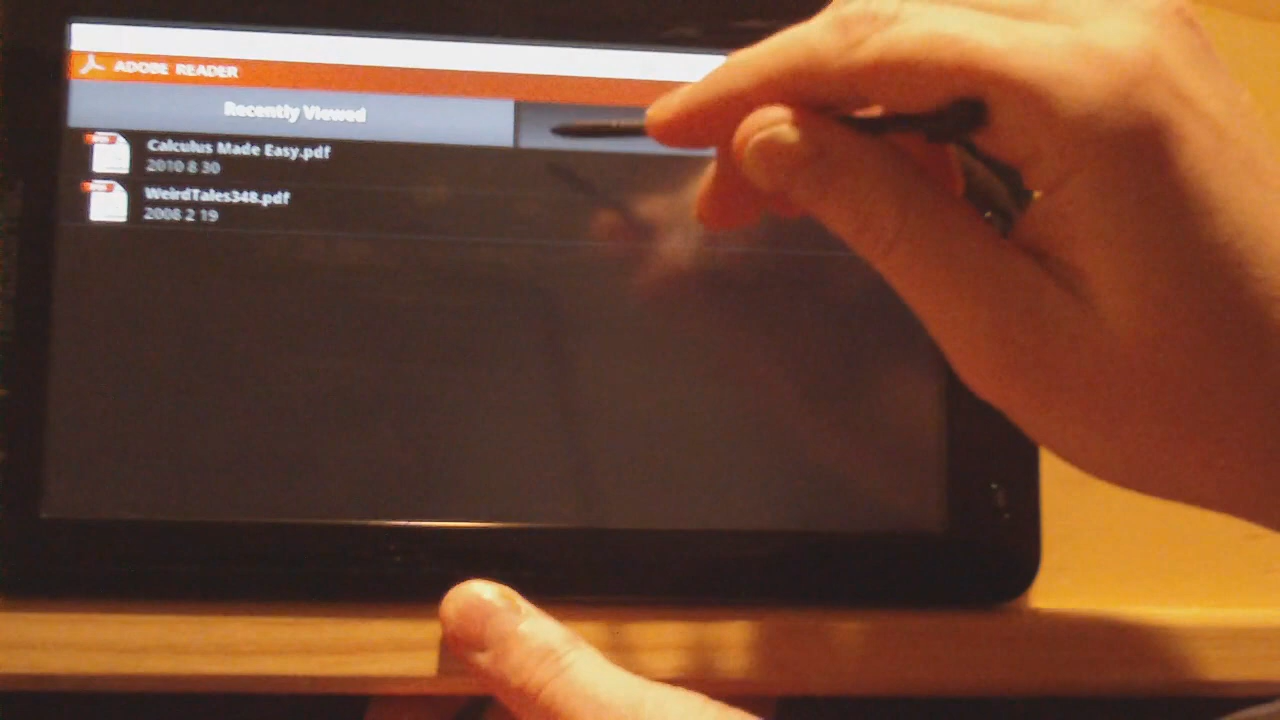 ADOBE READER
Recently Viewed
Calculus Made Easy.pdf
2010 8 30
WeirdTales348.pdf
2008 2 19